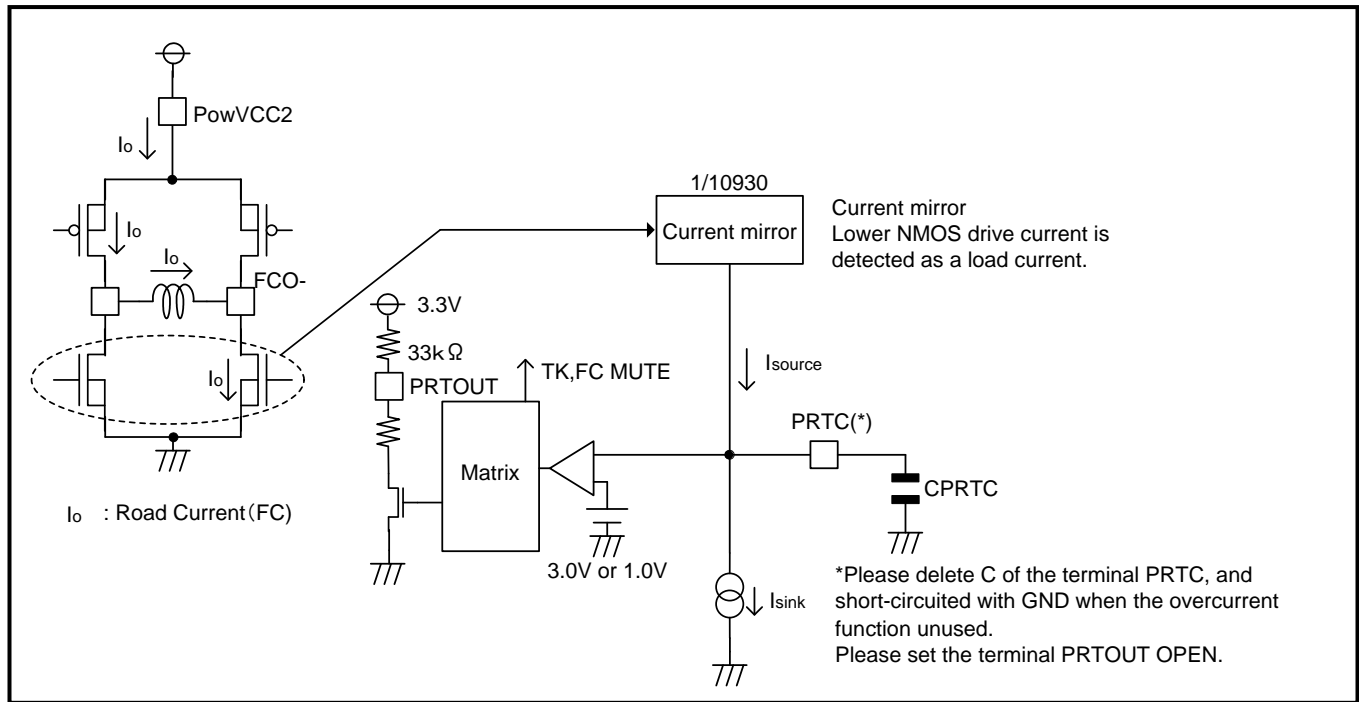 PowVCC2
Io
Io
Io
FCO-
Io
Io : Road Current（FC）
1/10930
Current mirror
Current mirror
Lower NMOS drive current is
detected as a load current.
3.3V
33kΩ
PRTOUT
TK,FC MUTE
Isource
PRTC(*)
Matrix
CPRTC
3.0V or 1.0V
Isink
*Please delete C of the terminal PRTC, and
short-circuited with GND when the overcurrent
function unused.
Please set the terminal PRTOUT OPEN.